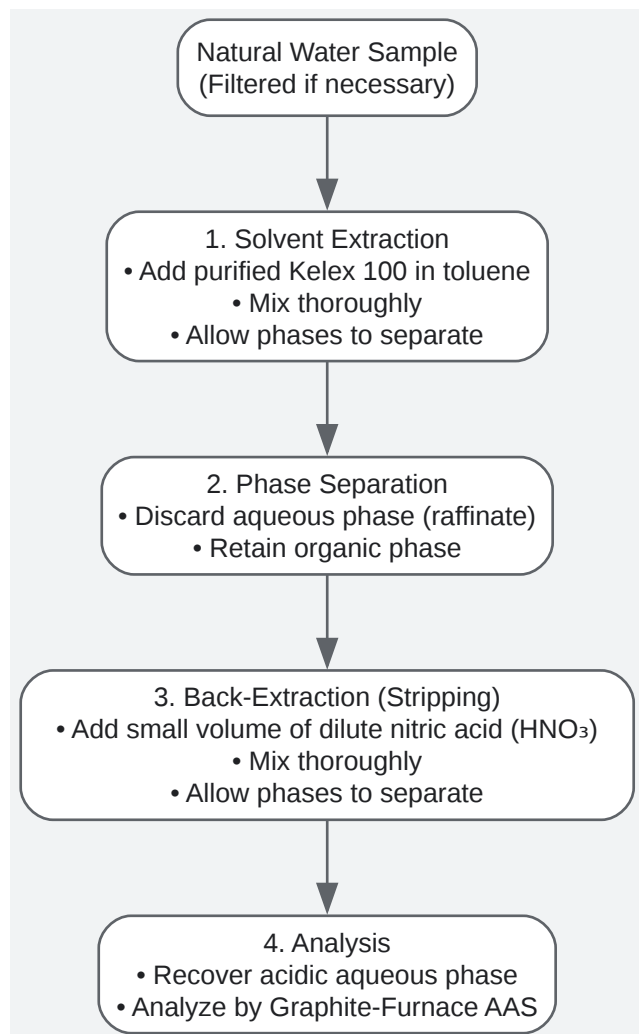 Natural Water Sample
(Filtered if necessary)
1. Solvent Extraction
• Add purified Kelex 100 in toluene
• Mix thoroughly
• Allow phases to separate
2. Phase Separation
• Discard aqueous phase (raffinate)
• Retain organic phase
3. Back-Extraction (Stripping)
• Add small volume of dilute nitric acid (HNO₃)
• Mix thoroughly
• Allow phases to separate
4. Analysis
• Recover acidic aqueous phase
• Analyze by Graphite-Furnace AAS